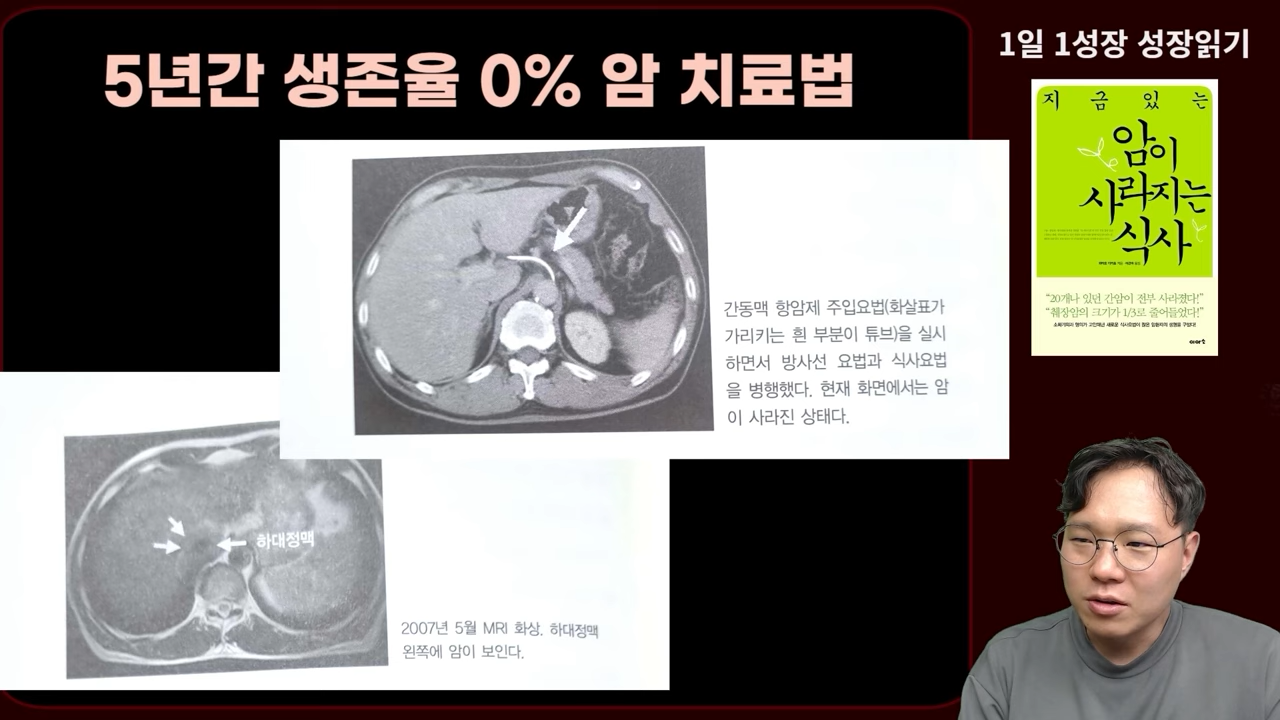 5년간 생존율 0% 암 치료법
1일 1성장 성장읽기
지금 있는
암이
사라지는
식사
“20개나 있던 간암이 전부 사라졌다!”
“췌장암의 크기가 1/3로 줄어들었다!”
간동맥 항암제 주입요법(화살표가
가리키는 흰 부분이 튜브)을 실시
하면서 방사선 요법과 식사요법
을 병행했다. 현재 화면에서는 암
이 사라진 상태다.
하대정맥
2007년 5월 MRI 화상. 하대정맥
왼쪽에 암이 보인다.